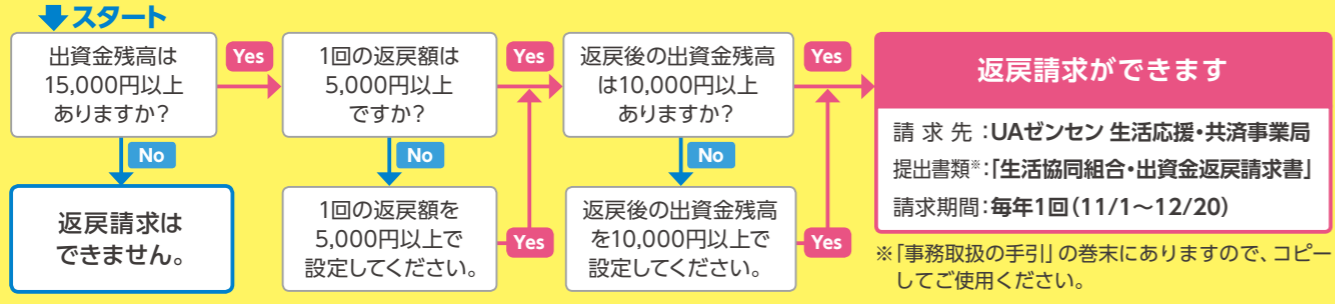 スタート
出資金残高は
15,000円以上
ありますか？
Yes
No
返戻請求は
できません。
1回の返戻額は
5,000円以上
ですか？
Yes
No
1回の返戻額を
5,000円以上で
設定してください。
Yes
返戻後の出資金残高
は10,000円以上
ありますか？
Yes
No
返戻後の出資金残高
を10,000円以上で
設定してください。
Yes
返戻請求ができます
請求先：UAゼンセン 生活応援・共済事業局
提出書類※：「生活協同組合・出資金返戻請求書」
請求期間：毎年1回（11/1～12/20）
※「事務取扱の手引」の巻末にありますので、コピー
してご使用ください。